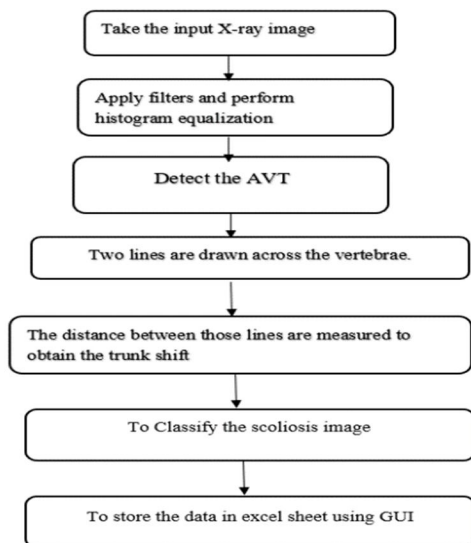 Take the input X-ray image
Apply filters and perform
histogram equalization
Detect the AVT
Two lines are drawn across the vertebrae.
The distance between those lines are measured to
obtain the trunk shift
To Classify the scoliosis image
To store the data in excel sheet using GUI